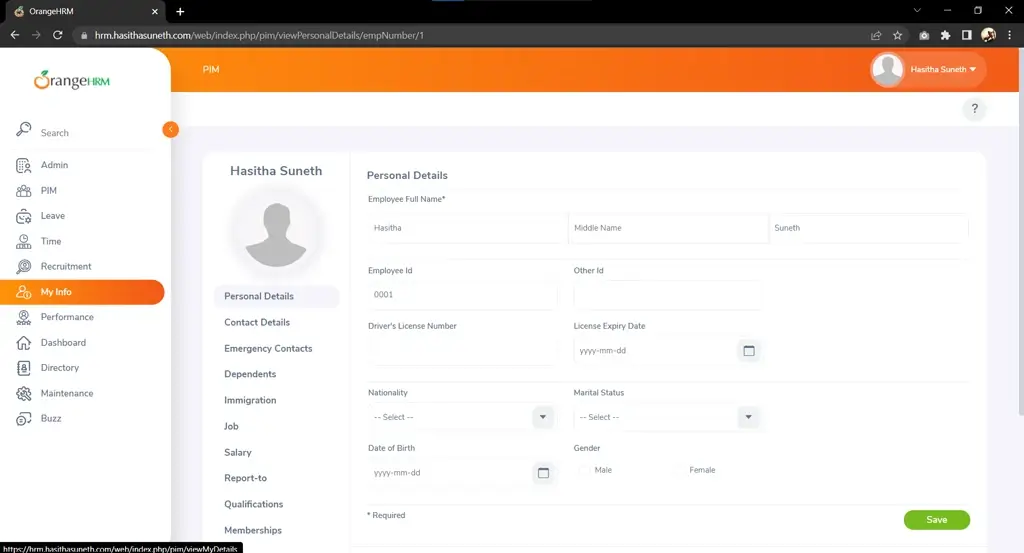 OrangeHRM
hrm.hasithasuneth.com/web/index.php/pim/viewPersonalDetails/empNumber/1
OrangeHRM
PIM
Hasitha Suneth
?
Search
Admin
PIM
Leave
Time
Recruitment
My Info
Performance
Dashboard
Directory
Maintenance
Buzz
Hasitha Suneth
Personal Details
Contact Details
Emergency Contacts
Dependents
Immigration
Job
Salary
Report-to
Qualifications
Memberships
Personal Details
Employee Full Name*
Hasitha Middle Name Suneth
Employee Id Other Id
0001
Driver's License Number License Expiry Date
yyyy-mm-dd
Nationality Marital Status
-- Select -- -- Select --
Date of Birth Gender
yyyy-mm-dd Male Female
* Required Save
https://hrm.hasithasuneth.com/web/index.php/pim/viewMyDetails